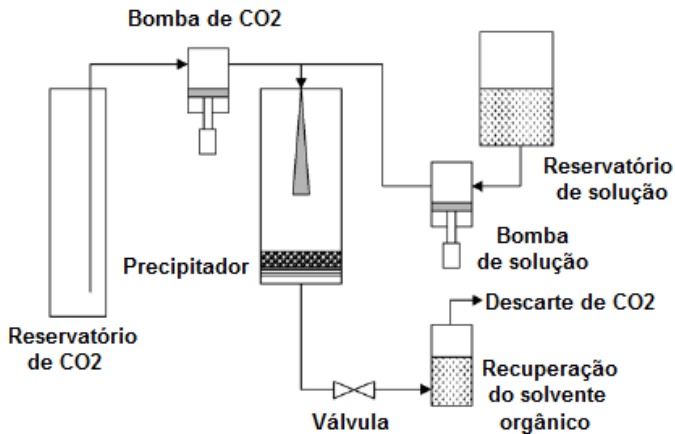 Bomba de CO2
Reservatório
de solução
Bomba
de solução
Precipitador
Descarte de CO2
Reservatório
de CO2
Recuperação
do solvente
orgânico
Válvula